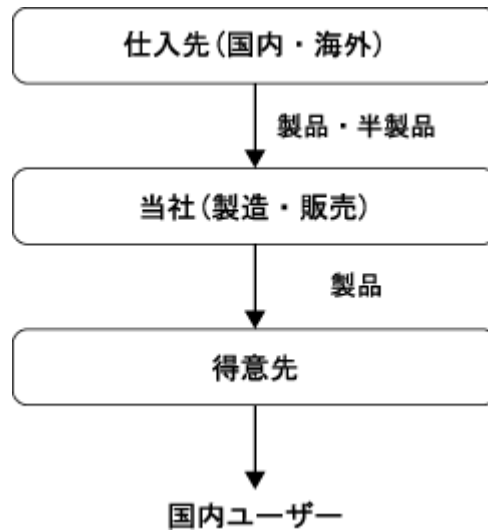 仕入先(国内・海外)
製品・半製品
当社(製造・販売)
製品
得意先
国内ユーザー